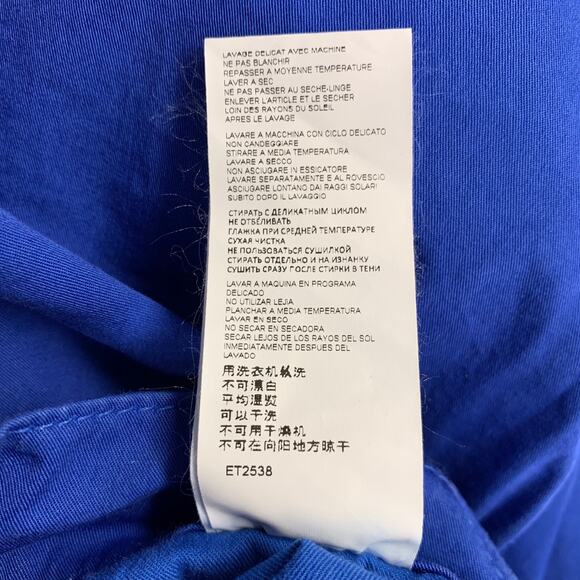 LAVAGE DELICAT AVEC MACHINE
NE PAS BLANCHIR
REPASSER A MOYENNE TEMPERATURE
LAVER A SEC
NE PAS PASSER AU SECHE-LINGE
ENLEVER L'ARTICLE ET LE SECHER
LOIN DES RAYONS DU SOLEIL
APRES LE LAVAGE
LAVARE A MACCHINA CON CICLO DELICATO
NON CANDEGGIARE
STIRARE A MEDIA TEMPERATURA
LAVARE A SECCO
NON ASCIUGARE IN ESSICATORE
LAVARE SEPARATAMENTE E AL ROVESCIO
ASCIUGARE LONTANO DAI RAGGI SOLARI
SUBITO DOPO IL LAVAGGIO
СТИРАТЬ С ДЕЛИКАТНЫМ ЦИКЛОМ
НЕ ОТБЕЛИВАТЬ
ГЛАЖКА ПРИ СРЕДНЕЙ ТЕМПЕРАТУРЕ
СУХАЯ ЧИСТКА
НЕ ПОЛЬЗОВАТЬСЯ СУШИЛКОЙ
СТИРАТЬ ОТДЕЛЬНО И НА ИЗНАНКУ
СУШИТЬ СРАЗУ ПОСЛЕ СТИРКИ В ТЕНИ
LAVAR A MAQUINA EN PROGRAMA
DELICADO
NO UTILIZAR LEJIA
PLANCHAR A MEDIA TEMPERATURA
LAVAR EN SECO
NO SECAR EN SECADORA
SECAR LEJOS DE LOS RAYOS DEL SOL
INMEDIATAMENTE DESPUES DEL
LAVADO
用洗衣机软洗
不可漂白
平均湿熨
可以干洗
不可用干燥机
不可在向阳地方晾干
ET2538